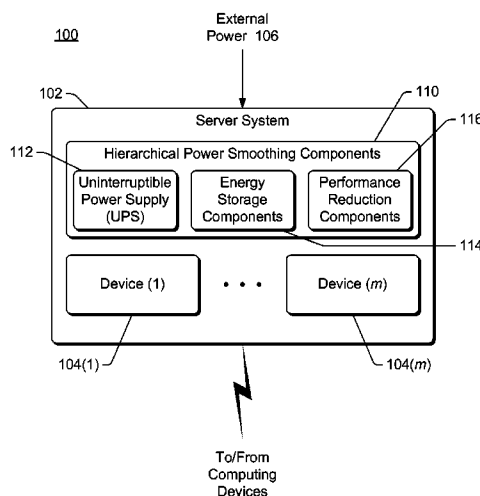 100
External
Power 106
102
110
Server System
116
112
Hierarchical Power Smoothing Components
Uninterruptible
Power Supply
(UPS)
Energy
Storage
Components
Performance
Reduction
Components
114
Device (1)
• • •
Device (m)
104(1)
104(m)
To/From
Computing
Devices